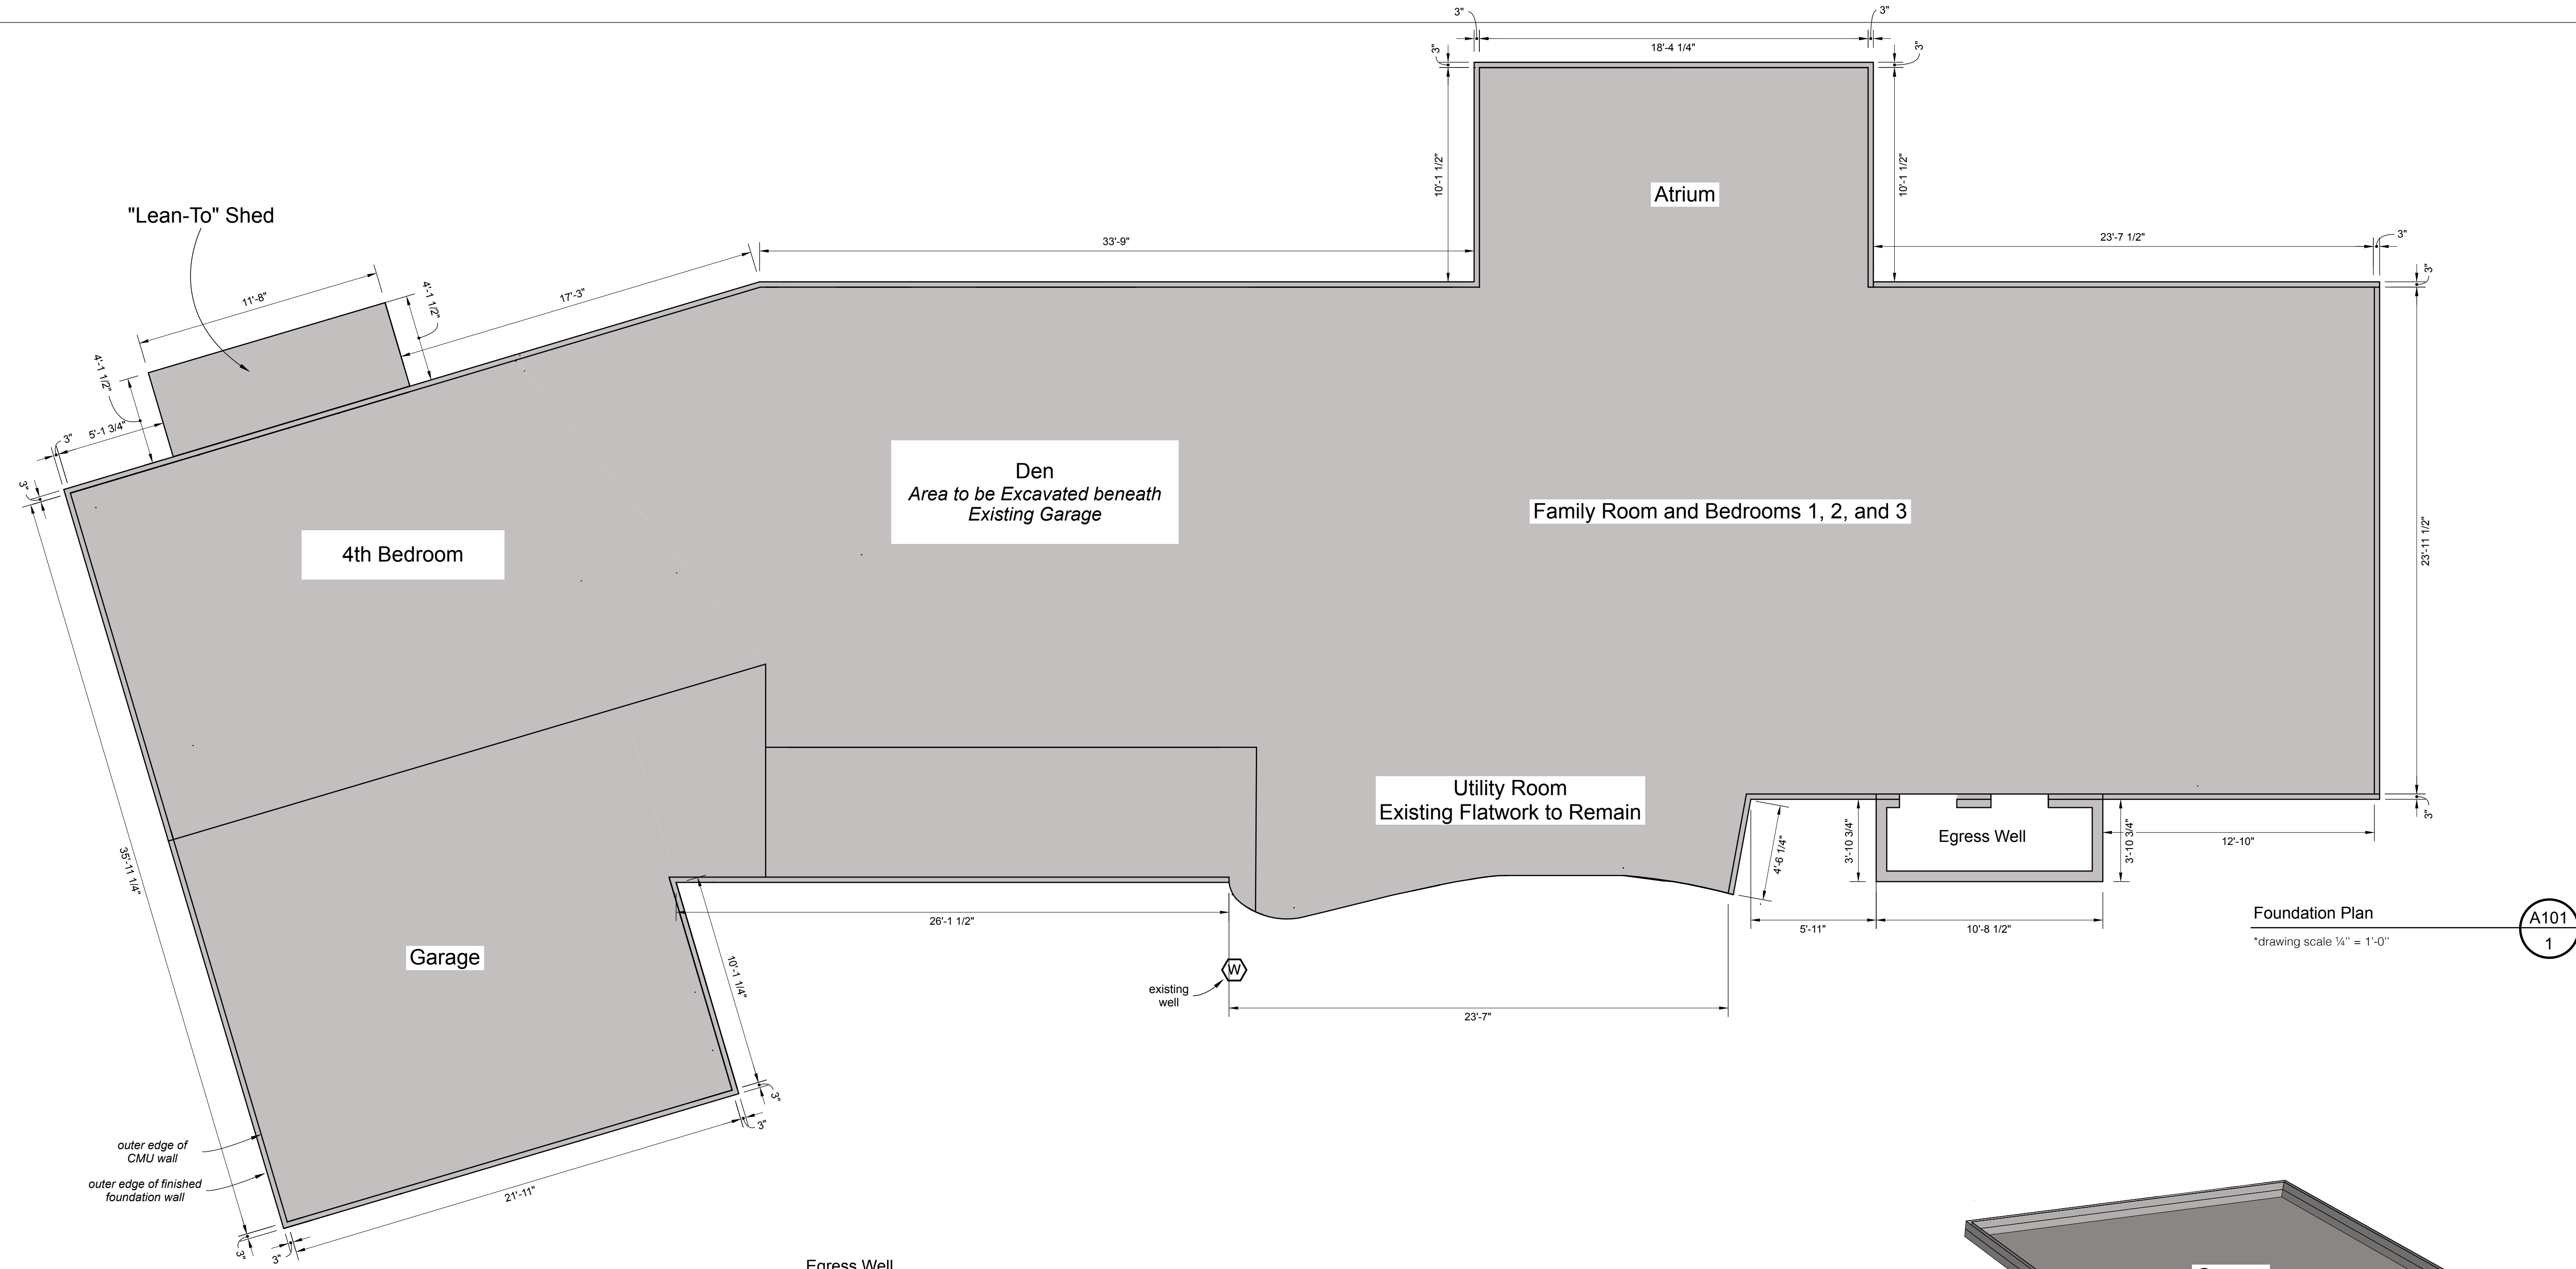 3"
3"
18'-4 1/4"
3"
3"
10'-1 1/2"
10'-1 1/2"
Atrium
"Lean-To" Shed
33'-9"
23'-7 1/2"
3"
3"
11'-8"
17'-3"
4'-1 1/2"
4'-1 1/2"
5'-1 3/4"
3"
3"
Den
Area to be Excavated beneath
Existing Garage
Family Room and Bedrooms 1, 2, and 3
4th Bedroom
23'-11 1/2"
Utility Room
Existing Flatwork to Remain
Egress Well
3"
4'-6 1/4"
3'-10 3/4"
3'-10 3/4"
12'-10"
35'-11 1/4"
26'-1 1/2"
5'-11"
10'-8 1/2"
Foundation Plan
*drawing scale ¼" = 1'-0"
A101
1
Garage
10'-1 1/4"
W
existing
well
23'-7"
3"
3"
outer edge of
CMU wall
outer edge of finished
foundation wall
21'-11"
3"
3"
Egress Well